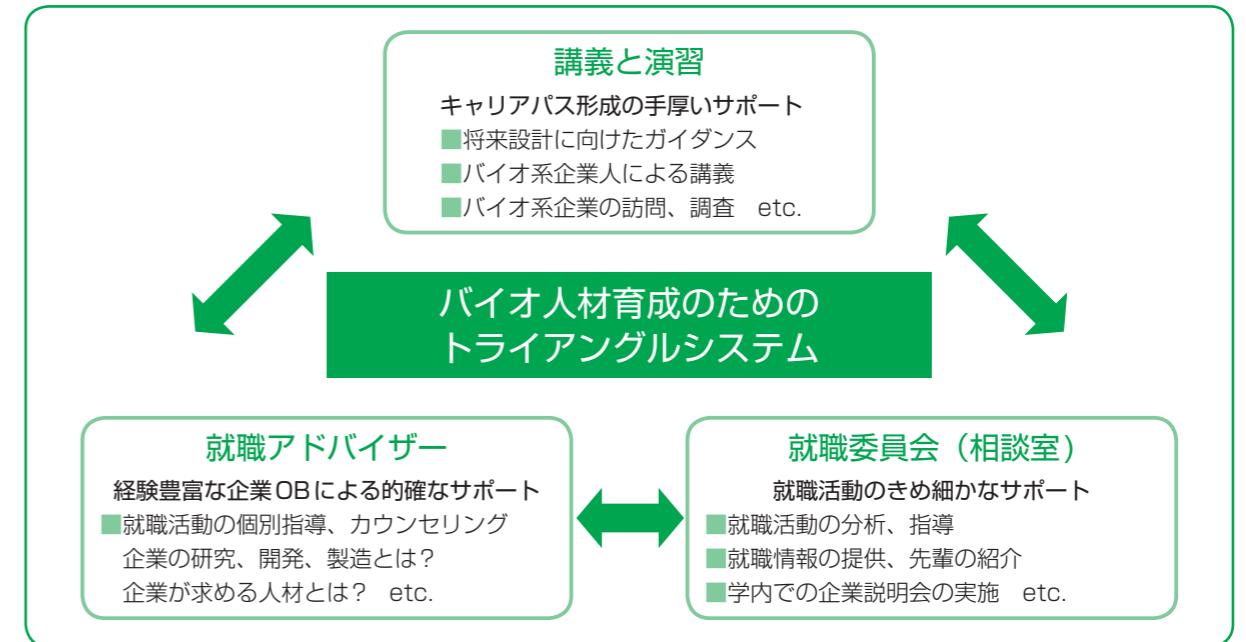 講義と演習
キャリアパス形成の手厚いサポート
■将来設計に向けたガイダンス
■バイオ系企業人による講義
■バイオ系企業の訪問、調査　etc.
バイオ人材育成のための
トライアングルシステム
就職アドバイザー
経験豊富な企業OBによる的確なサポート
■就職活動の個別指導、カウンセリング
企業の研究、開発、製造とは？
企業が求める人材とは？　etc.
就職委員会（相談室）
就職活動のきめ細かなサポート
■就職活動の分析、指導
■就職情報の提供、先輩の紹介
■学内での企業説明会の実施　etc.